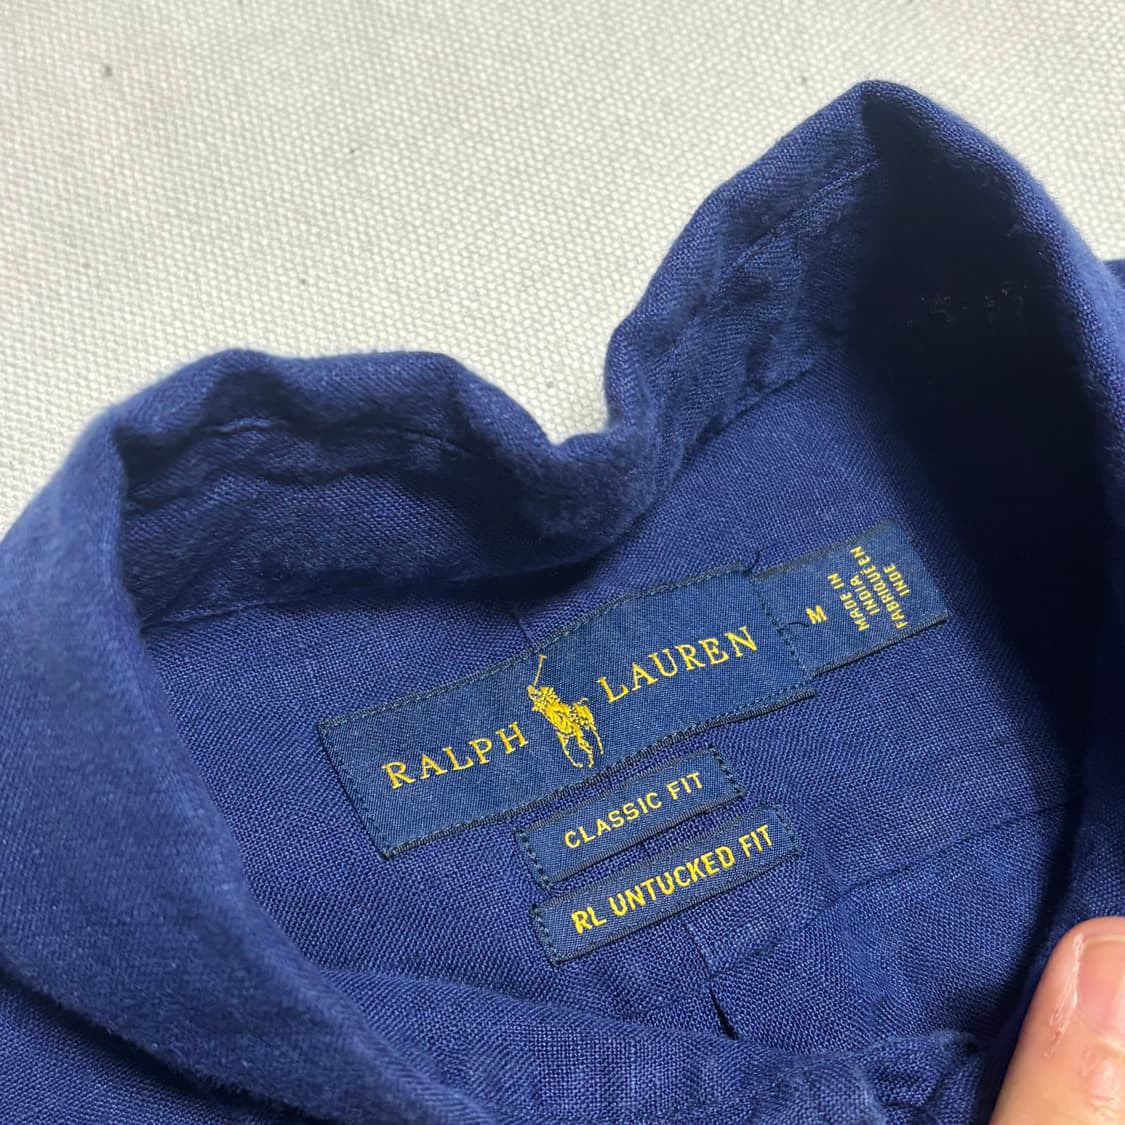 RALPH LAUREN
M
MADE IN
INDIA
FABRIQUÉ EN
INDE
CLASSIC FIT
RL UNTUCKED FIT